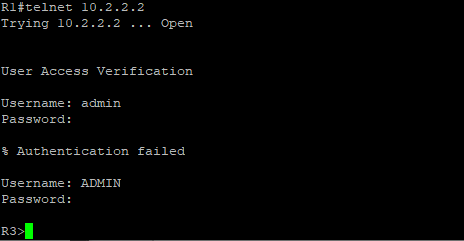 R1#telnet 10.2.2.2
Trying 10.2.2.2 ... Open
User Access Verification
Username: admin
Password:
% Authentication failed
Username: ADMIN
Password:
R3>